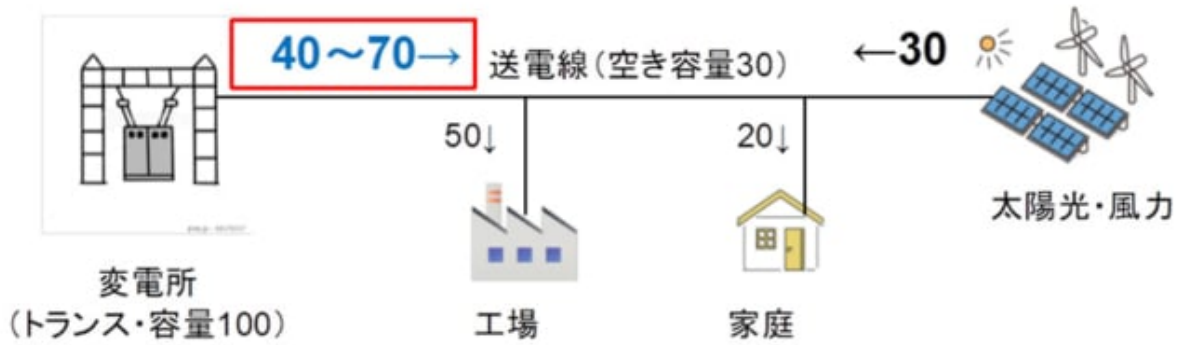 40～70→
送電線（空き容量30）
←30
50↓
20↓
太陽光・風力
変電所
（トランス・容量100）
工場
家庭